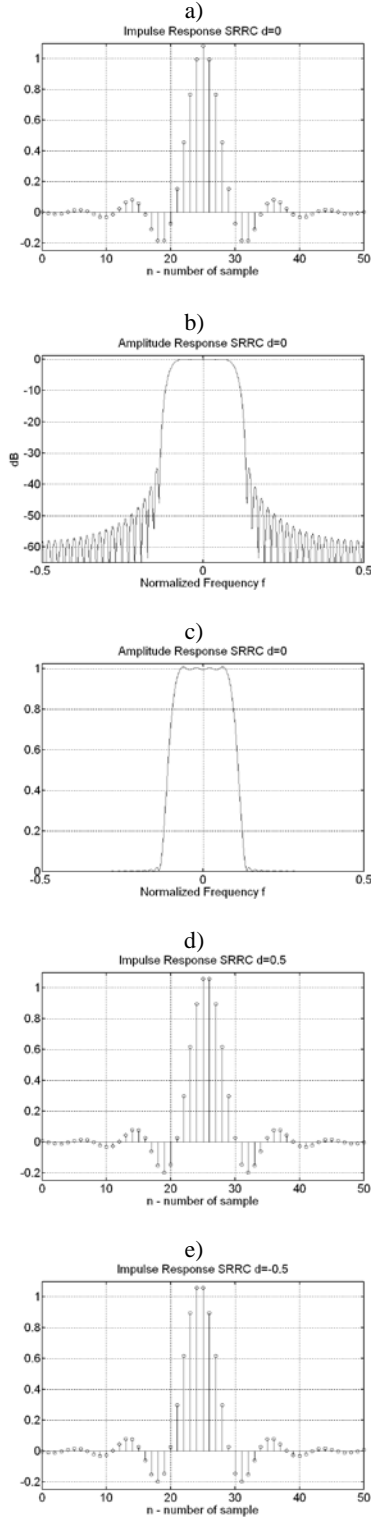 a)
Impulse Response SRRC d=0
1
0.8
0.6
0.4
0.2
0
-0.2
0 10 20 30 40 50
n - number of sample
b)
Amplitude Response SRRC d=0
0
-10
-20
-30
dB
-40
-50
-60
-0.5 0 0.5
Normalized Frequency f
c)
Amplitude Response SRRC d=0
1
0.8
0.6
0.4
0.2
0
-0.5 0 0.5
Normalized Frequency f
d)
Impulse Response SRRC d=0.5
1
0.8
0.6
0.4
0.2
0
-0.2
0 10 20 30 40 50
n - number of sample
e)
Impulse Response SRRC d=-0.5
1
0.8
0.6
0.4
0.2
0
-0.2
0 10 20 30 40 50
n - number of sample